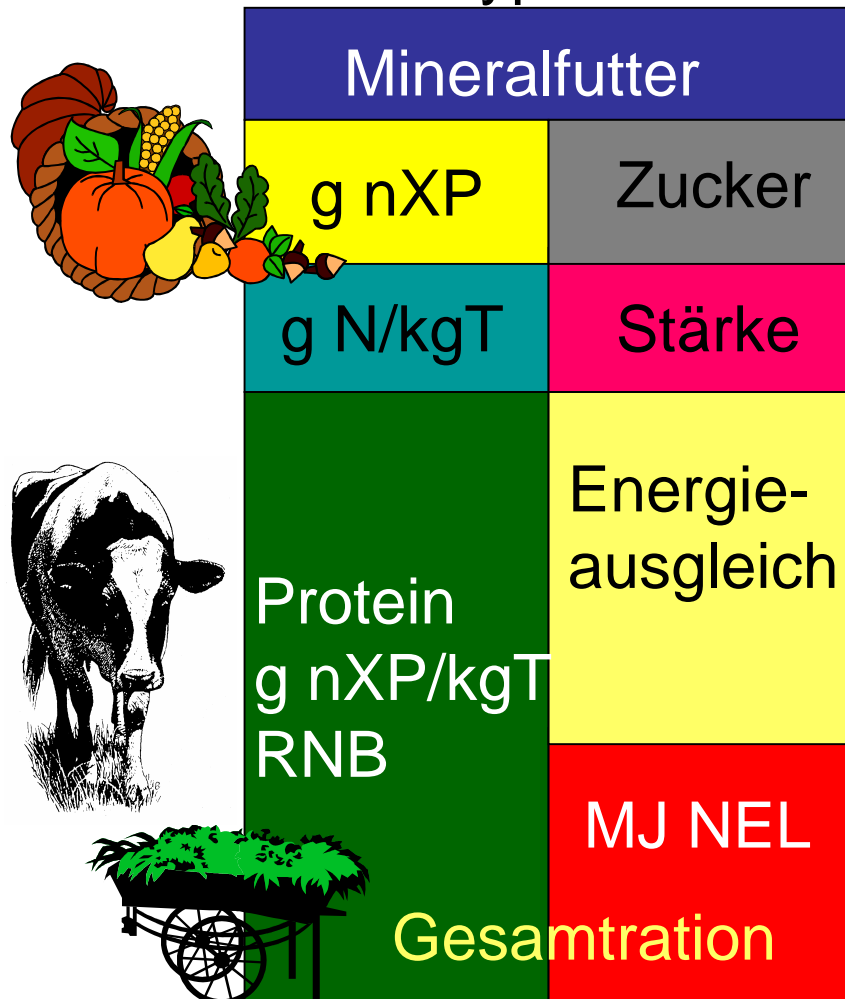 Mineralfutter
g nXP
Zucker
g N/kgT
Stärke
Energie-
ausgleich
Protein
g nXP/kgT
RNB
MJ NEL
Gesamtration